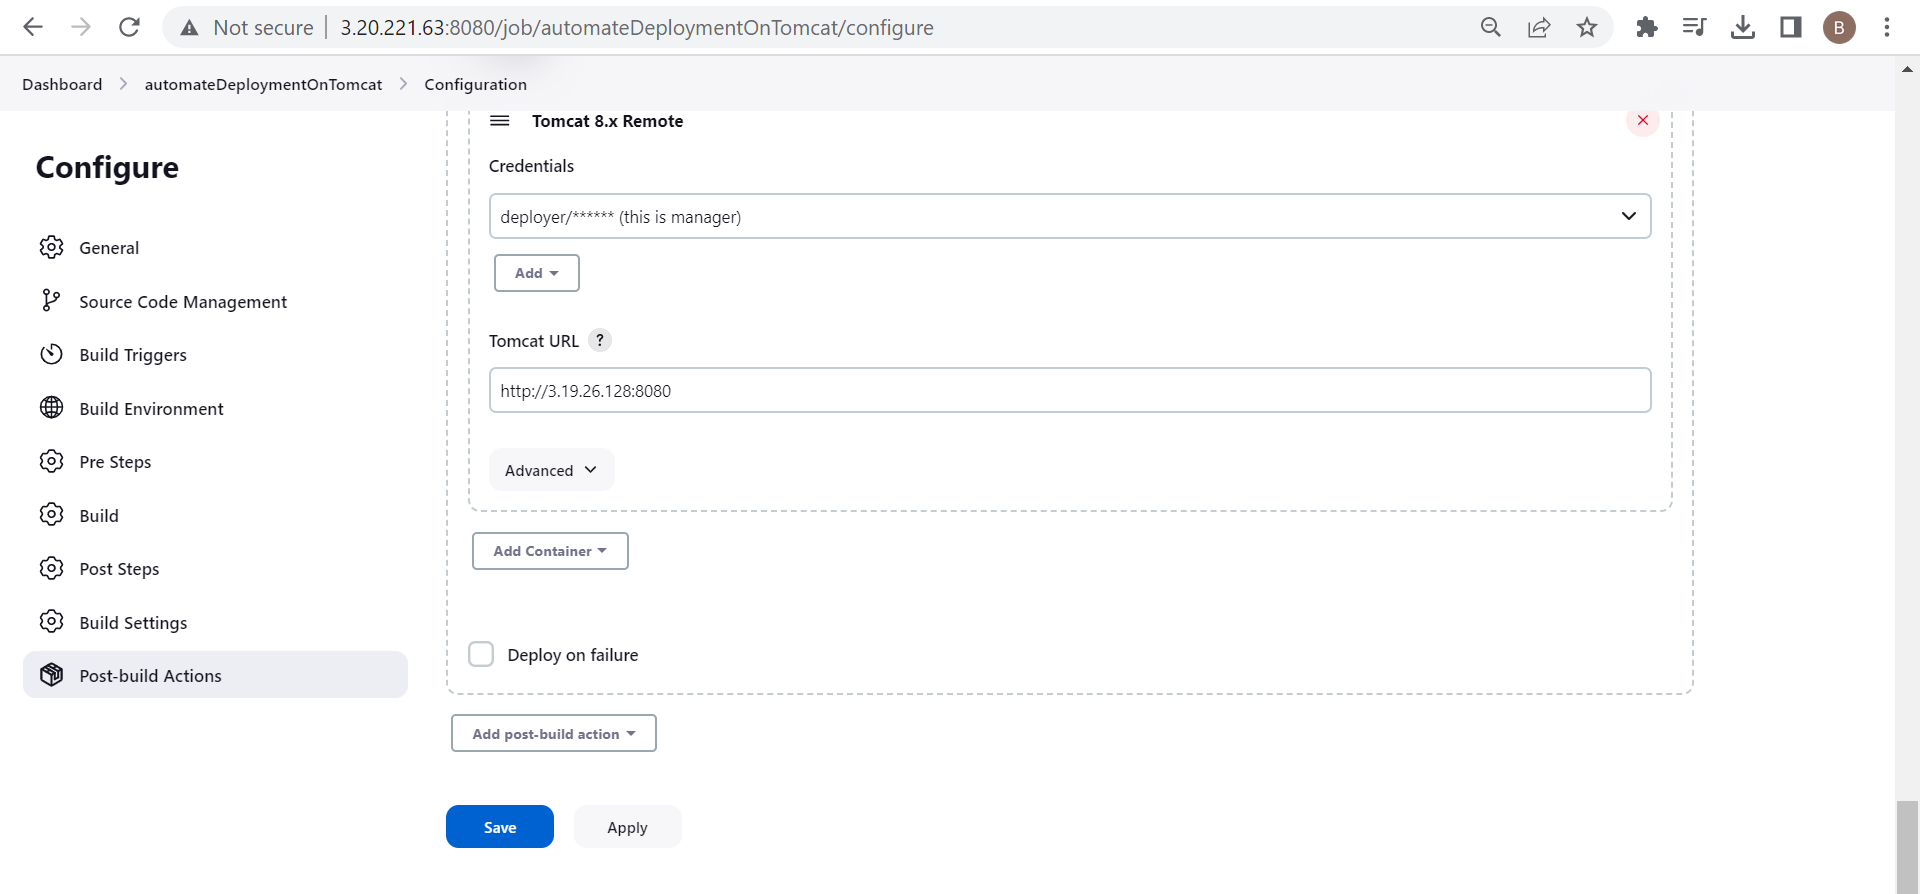 Not secure | 3.20.221.63:8080/job/automateDeploymentOnTomcat/configure
B
Dashboard > automateDeploymentOnTomcat > Configuration
Configure
General
Source Code Management
Build Triggers
Build Environment
Pre Steps
Build
Post Steps
Build Settings
Post-build Actions
Tomcat 8.x Remote
Credentials
deployer/****** (this is manager)
Add
Tomcat URL ?
http://3.19.26.128:8080
Advanced
Add Container
Deploy on failure
Add post-build action
Save Apply